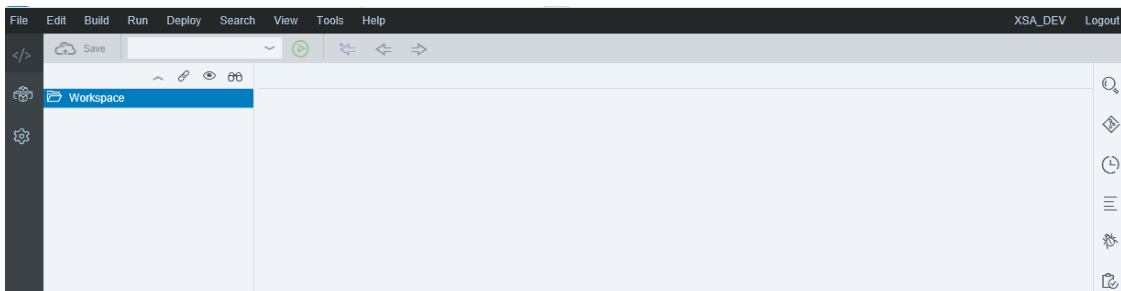 File Edit Build Run Deploy Search View Tools Help XSA_DEV Logout
</> Save
Workspace